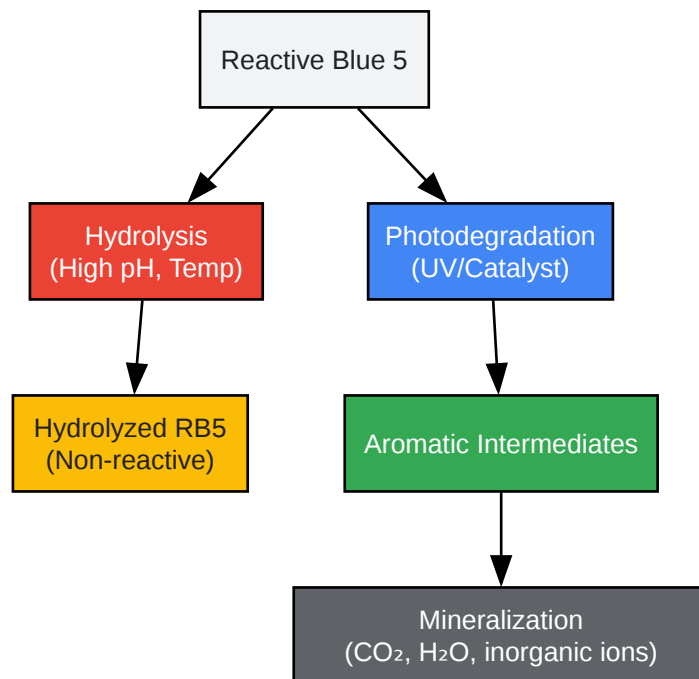 Reactive Blue 5
Hydrolysis
(High pH, Temp)
Photodegradation
(UV/Catalyst)
Hydrolyzed RB5
(Non-reactive)
Aromatic Intermediates
Mineralization
(CO₂, H₂O, inorganic ions)